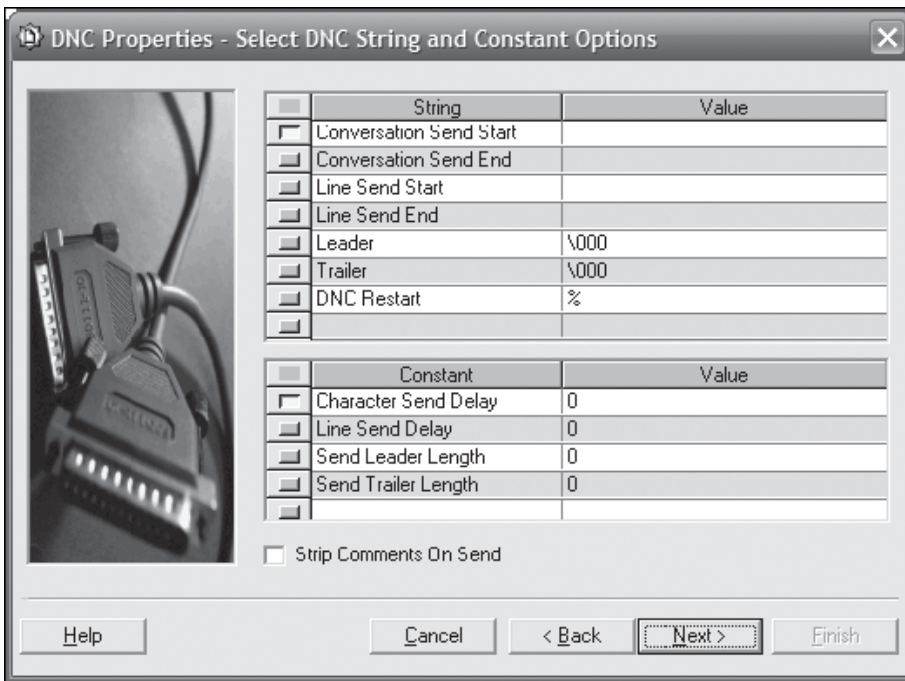 DNC Properties - Select DNC String and Constant Options
String Value
Conversation Send Start
Conversation Send End
Line Send Start
Line Send End
Leader \000
Trailer \000
DNC Restart %
Constant Value
Character Send Delay 0
Line Send Delay 0
Send Leader Length 0
Send Trailer Length 0
Strip Comments On Send
Help Cancel < Back Next > Finish